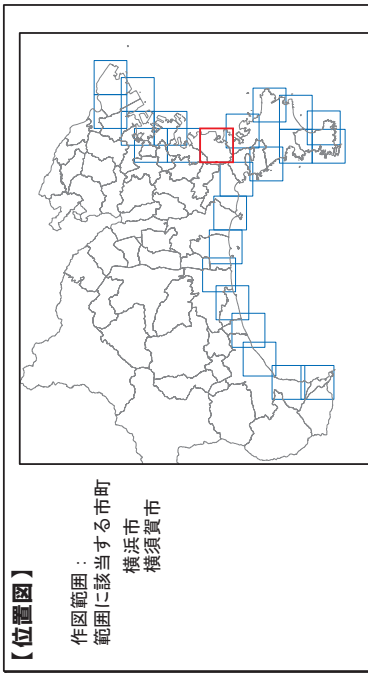 【位置図】
作図範囲：
範囲に該当する市町
横浜市
横須賀市